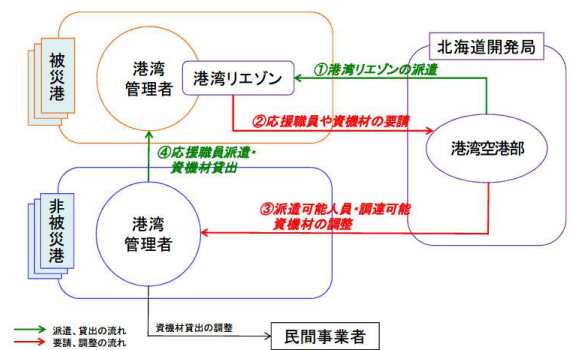 北海道開発局
被災港
港湾
管理者
港湾リエゾン
①港湾リエゾンの派遣
②応援職員や資機材の要請
港湾空港部
④応援職員派遣・
資機材貸出
非被災港
港湾
管理者
③派遣可能人員・調達可能
資機材の調整
派遣、貸出の流れ
要請、調整の流れ
資機材貸出の調整
民間事業者